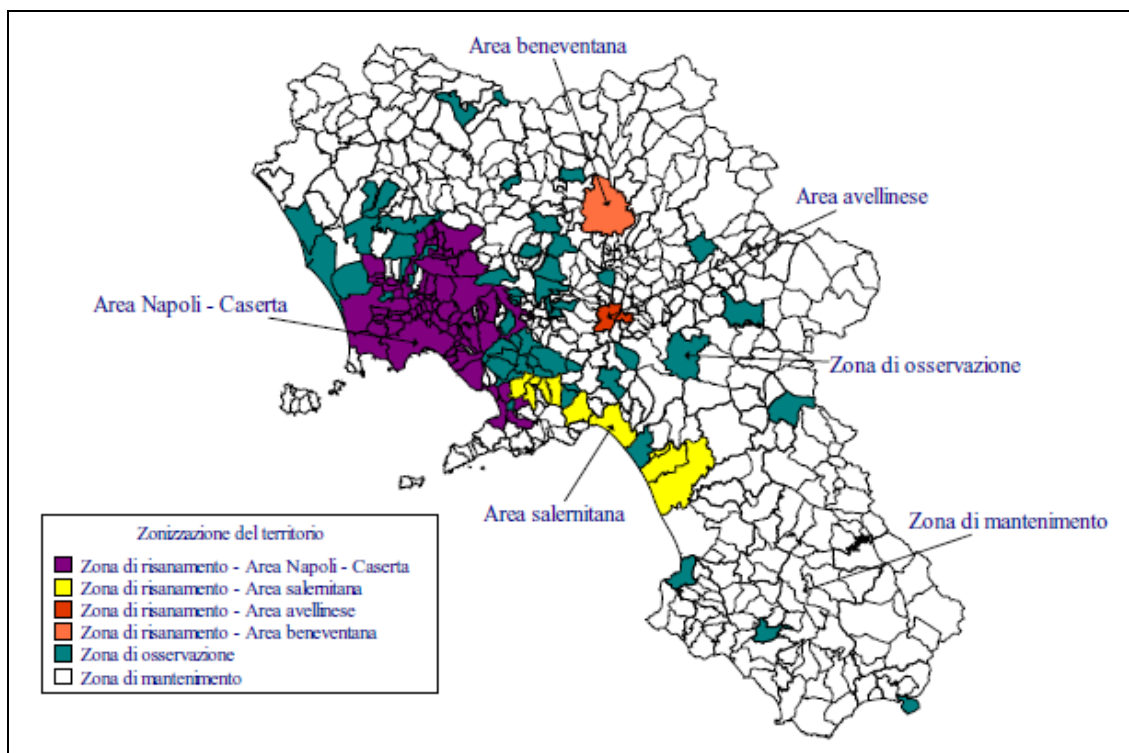 Area beneventana
Area avellinese
Area Napoli - Caserta
Zona di osservazione
Area salernitana
Zona di mantenimento
Zonizzazione del territorio
Zona di risanamento - Area Napoli - Caserta
Zona di risanamento - Area salernitana
Zona di risanamento - Area avellinese
Zona di risanamento - Area beneventana
Zona di osservazione
Zona di mantenimento